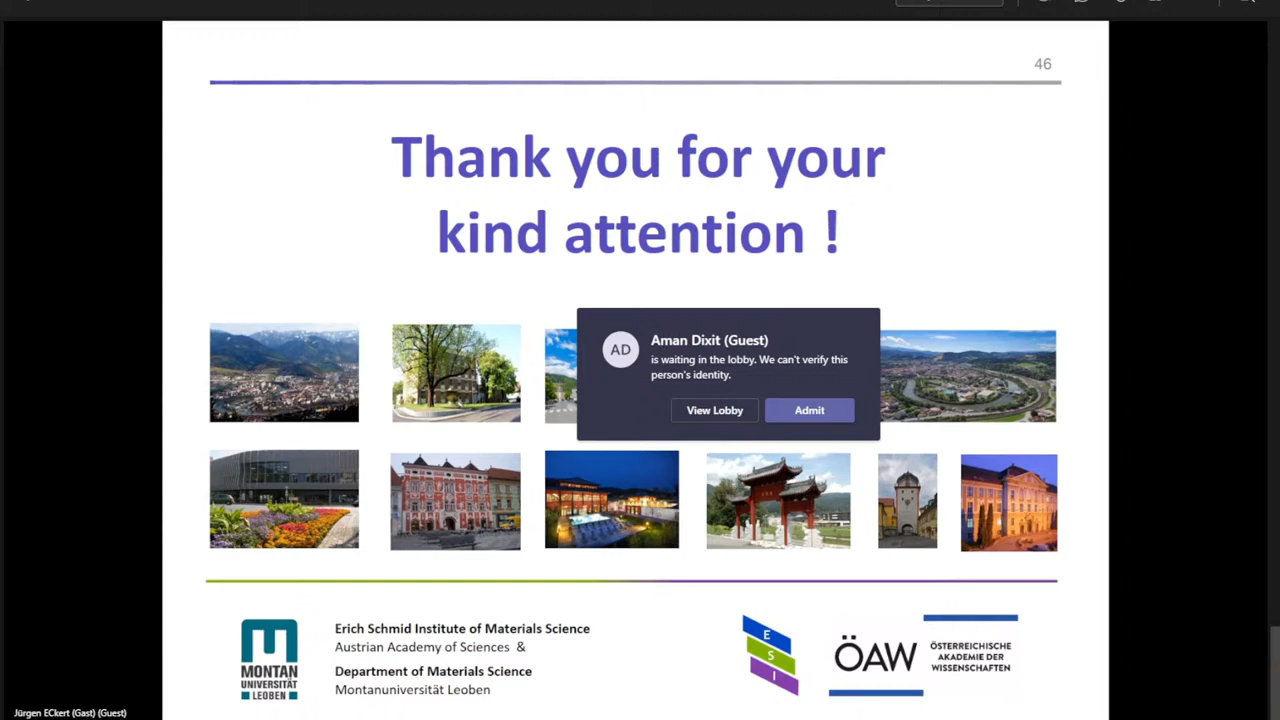 46
Thank you for your
kind attention !
AD
Aman Dixit (Guest)
is waiting in the lobby. We can't verify this
person's identity.
View Lobby
Admit
MONTAN
UNIVERSITÄT
LEOBEN
Erich Schmid Institute of Materials Science
Austrian Academy of Sciences &
Department of Materials Science
Montanuniversität Leoben
E
S
I
ÖAW
ÖSTERREICHISCHE
AKADEMIE DER
WISSENSCHAFTEN
Jürgen ECkert (Gast) (Guest)